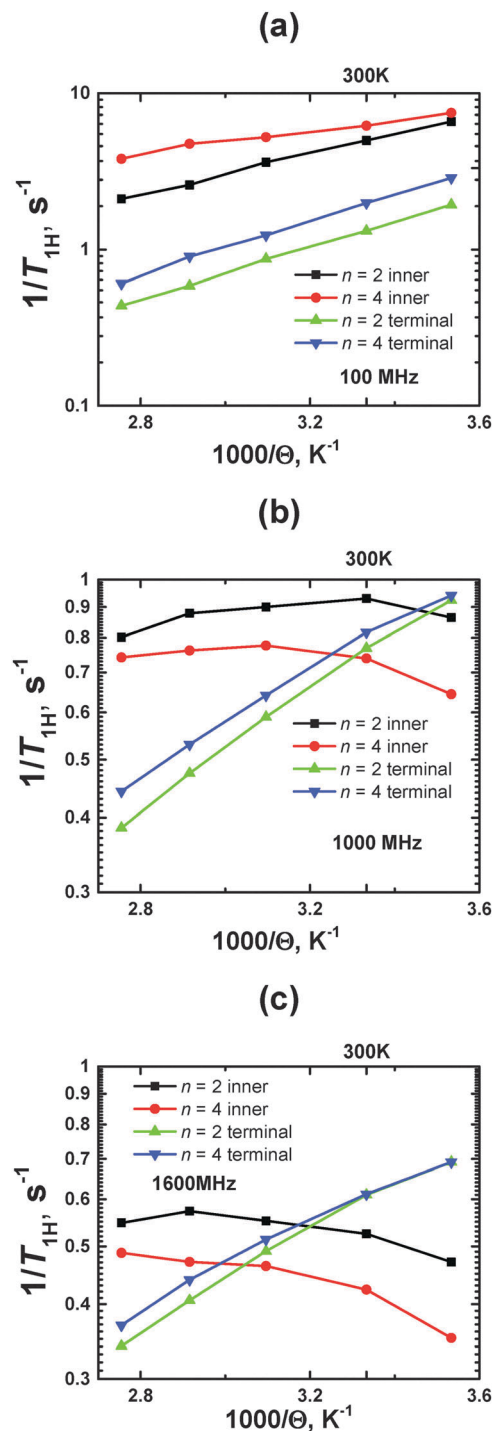 (a)
300K
10
1
0.1
1/T₁H, s⁻¹
n = 2 inner
n = 4 inner
n = 2 terminal
n = 4 terminal
100 MHz
2.8 3.2 3.6
1000/Θ, K⁻¹
(b)
300K
1
0.9
0.8
0.7
0.6
0.5
0.4
0.3
1/T₁H, s⁻¹
n = 2 inner
n = 4 inner
n = 2 terminal
n = 4 terminal
1000 MHz
2.8 3.2 3.6
1000/Θ, K⁻¹
(c)
300K
1
0.9
0.8
0.7
0.6
0.5
0.4
0.3
1/T₁H, s⁻¹
n = 2 inner
n = 4 inner
n = 2 terminal
n = 4 terminal
1600MHz
2.8 3.2 3.6
1000/Θ, K⁻¹